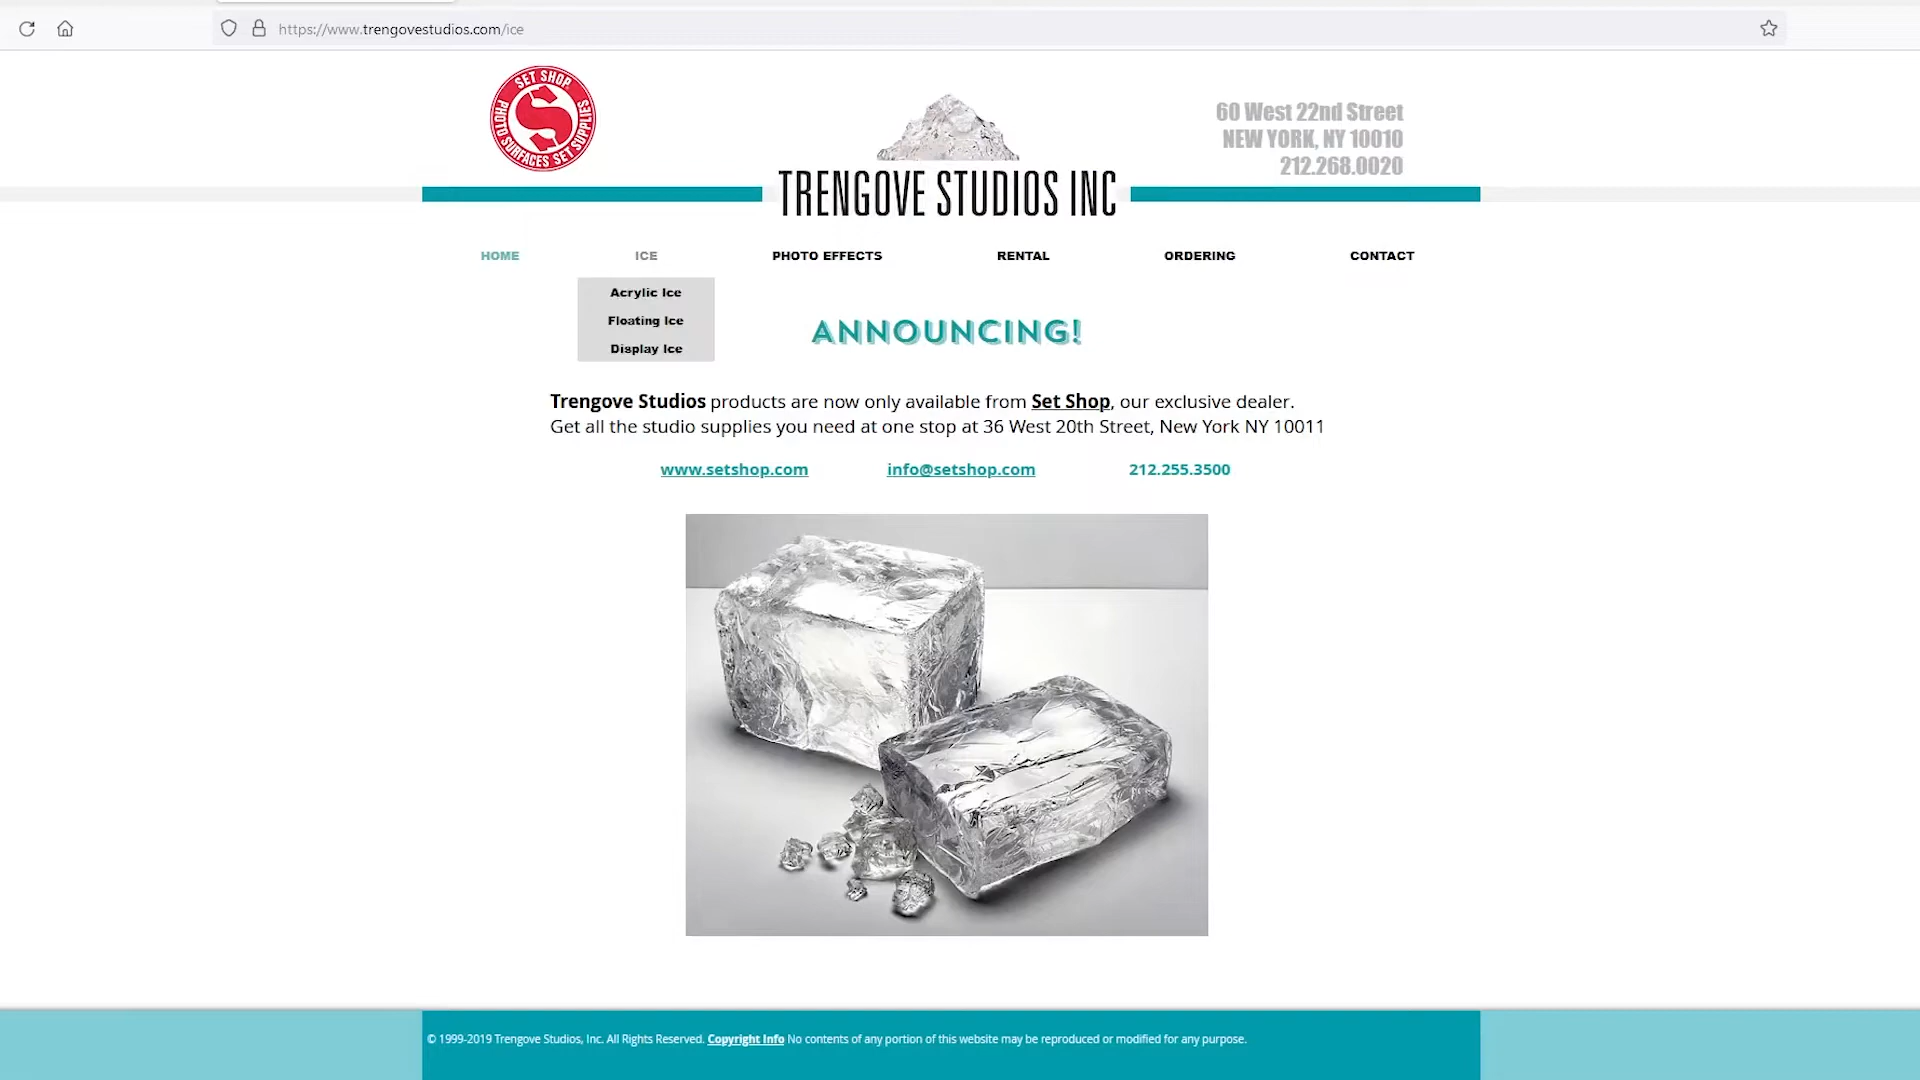 https://www.trengovestudios.com/ice
SET SHOP
PHOTO SURFACES SET SUPPLIES
60 West 22nd Street
NEW YORK, NY 10010
212.268.0020
TRENGOVE STUDIOS INC
HOME ICE PHOTO EFFECTS RENTAL ORDERING CONTACT
Acrylic Ice
Floating Ice
Display Ice
ANNOUNCING!
Trengove Studios products are now only available from Set Shop, our exclusive dealer.
Get all the studio supplies you need at one stop at 36 West 20th Street, New York NY 10011
www.setshop.com info@setshop.com 212.255.3500
© 1999-2019 Trengove Studios, Inc. All Rights Reserved. Copyright Info No contents of any portion of this website may be reproduced or modified for any purpose.